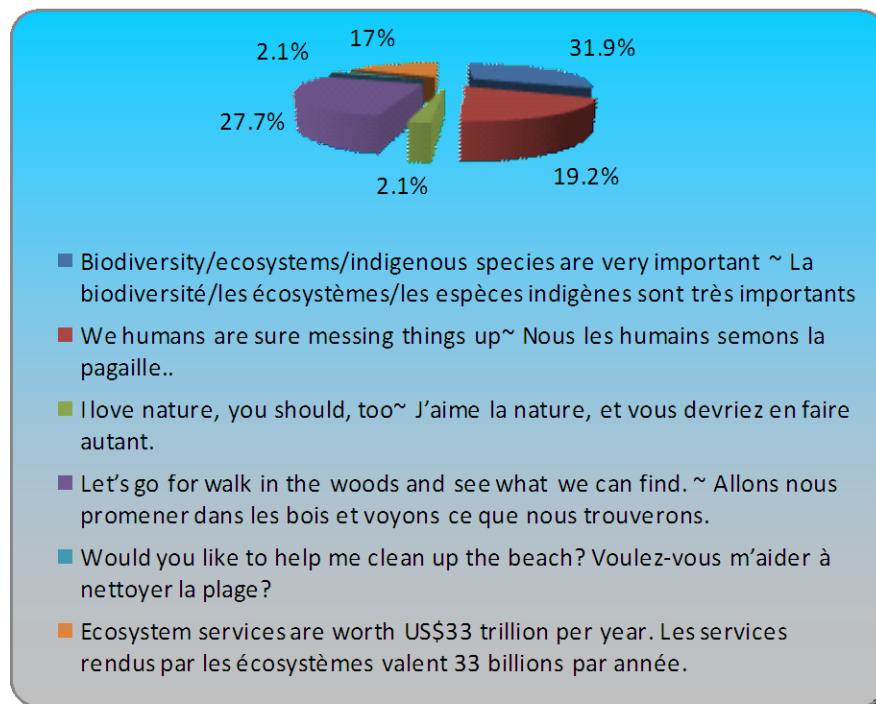 17%
2.1%
31.9%
27.7%
19.2%
2.1%
Biodiversity/ecosystems/indigenous species are very important ~ La
biodiversité/les écosystèmes/les espèces indigènes sont très importants
We humans are sure messing things up~ Nous les humains semons la
pagaille..
I love nature, you should, too~ J’aime la nature, et vous devriez en faire
autant.
Let’s go for walk in the woods and see what we can find. ~ Allons nous
promener dans les bois et voyons ce que nous trouverons.
Would you like to help me clean up the beach? Voulez-vous m’aider à
nettoyer la plage?
Ecosystem services are worth US$33 trillion per year. Les services
rendus par les écosystèmes valent 33 billions par année.